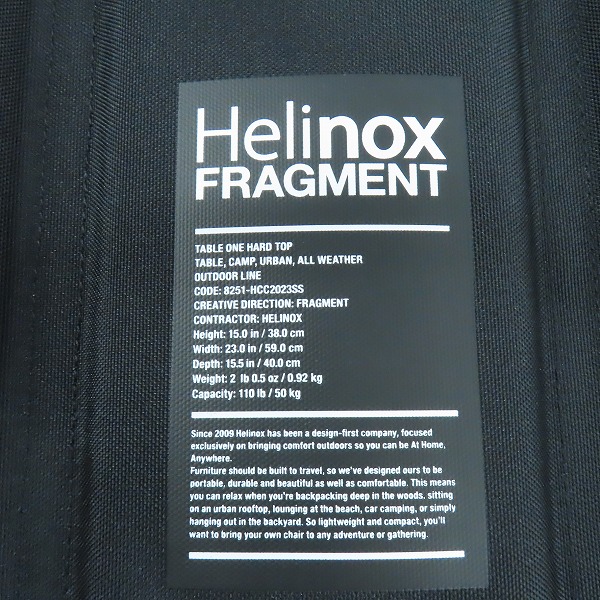 Helinox
FRAGMENT
TABLE ONE HARD TOP
TABLE, CAMP, URBAN, ALL WEATHER
OUTDOOR LINE
CODE: 8251-HCC2023SS
CREATIVE DIRECTION: FRAGMENT
CONTRACTOR: HELINOX
Height: 15.0 in / 38.0 cm
Width: 23.0 in / 59.0 cm
Depth: 15.5 in / 40.0 cm
Weight: 2 lb 0.5 oz / 0.92 kg
Capacity: 110 lb / 50 kg
Since 2009 Helinox has been a design-first company, focused
exclusively on bringing comfort outdoors so you can be At Home,
Anywhere.
Furniture should be built to travel, so we've designed ours to be
portable, durable and beautiful as well as comfortable. This means
you can relax when you're backpacking deep in the woods. sitting
on an urban rooftop, lounging at the beach, car camping, or simply
hanging out in the backyard. So lightweight and compact, you'll
want to bring your own chair to any adventure or gathering.